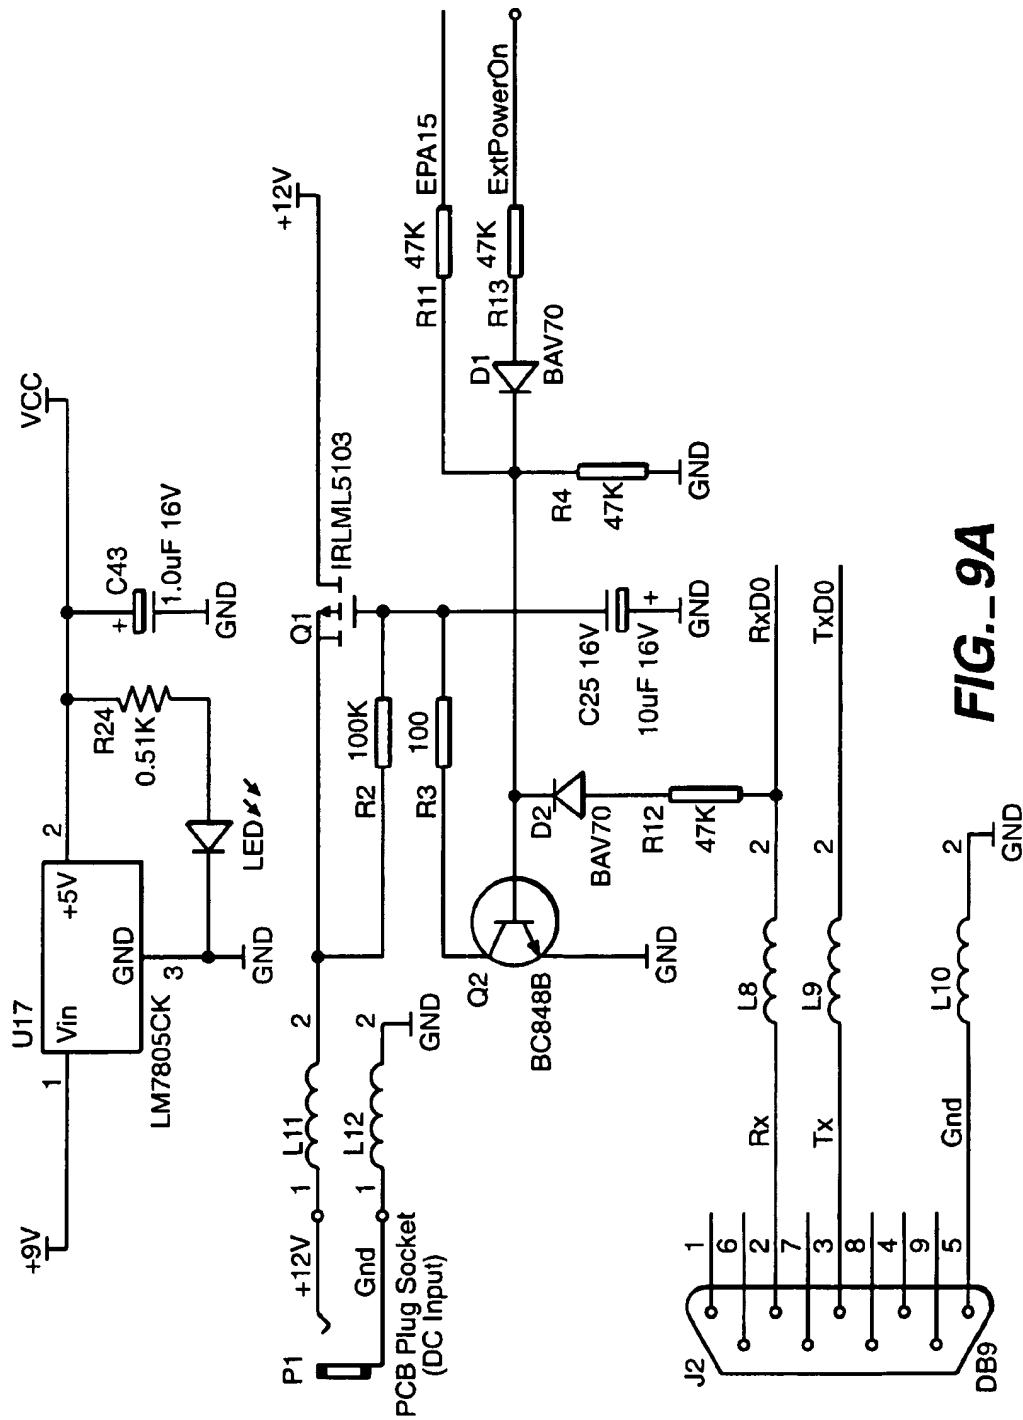 +9V
1
U17
Vin
+5V
GND
LM7805CK
3
2
GND
LED
R24
0.51K
C43
+
1.0uF 16V
GND
VCC
P1
+12V
Gnd
PCB Plug Socket
(DC Input)
1
L11
2
1
L12
2
GND
R2
100K
R3
100
Q1
IRLML5103
+12V
Q2
BC848B
GND
D2
BAV70
R12
47K
C25 16V
10uF 16V
+
GND
R4
47K
GND
D1
BAV70
R11
47K
EPA15
R13
47K
ExtPowerOn
J2
DB9
1
6
2
7
3
8
4
9
5
Rx
L8
2
RxD0
Tx
L9
2
TxD0
Gnd
L10
2
GND
FIG._9A